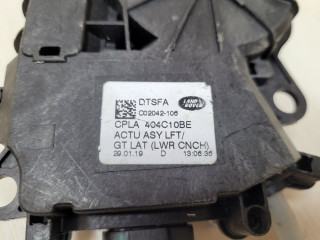 DTSFA
LAND ROVER
C02042-106
CPLA 404C10BE
ACTU ASY LFT/
GT LAT (LWR CNCH)
29.01.19 D 13:06:36